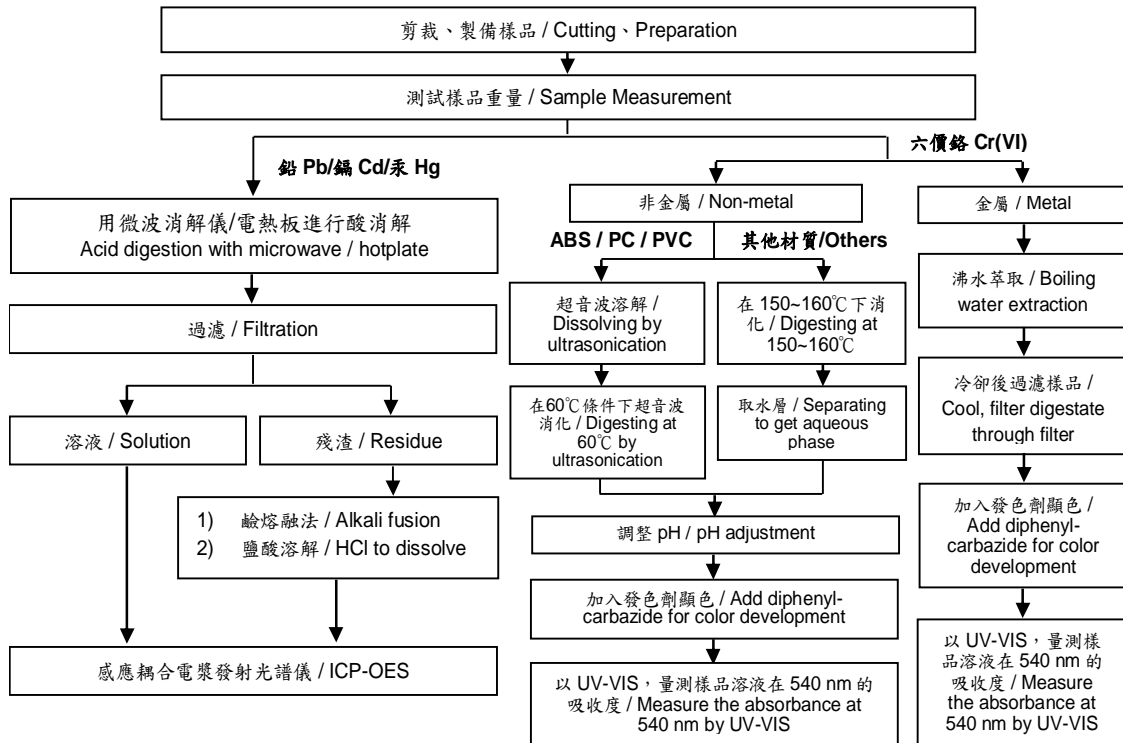 剪裁、製備樣品 / Cutting、Preparation
測試樣品重量 / Sample Measurement
鉛 Pb/鎘 Cd/汞 Hg
六價鉻 Cr(VI)
用微波消解儀/電熱板進行酸消解
Acid digestion with microwave / hotplate
過濾 / Filtration
溶液 / Solution
殘渣 / Residue
1) 鹼熔融法 / Alkali fusion
2) 鹽酸溶解 / HCl to dissolve
感應耦合電漿發射光譜儀 / ICP-OES
非金屬 / Non-metal
ABS / PC / PVC
其他材質/Others
超音波溶解 /
Dissolving by
ultrasonication
在60℃條件下超音波
消化 / Digesting at
60℃ by
ultrasonication
在 150~160℃下消
化 / Digesting at
150~160℃
取水層 / Separating
to get aqueous
phase
調整 pH / pH adjustment
加入發色劑顯色 / Add diphenyl-
carbazide for color development
以 UV-VIS，量測樣品溶液在 540 nm 的
吸收度 / Measure the absorbance at
540 nm by UV-VIS
金屬 / Metal
沸水萃取 / Boiling
water extraction
冷卻後過濾樣品 /
Cool, filter digestate
through filter
加入發色劑顯色 /
Add diphenyl-
carbazide for color
development
以 UV-VIS，量測樣
品溶液在 540 nm 的
吸收度 / Measure
the absorbance at
540 nm by UV-VIS